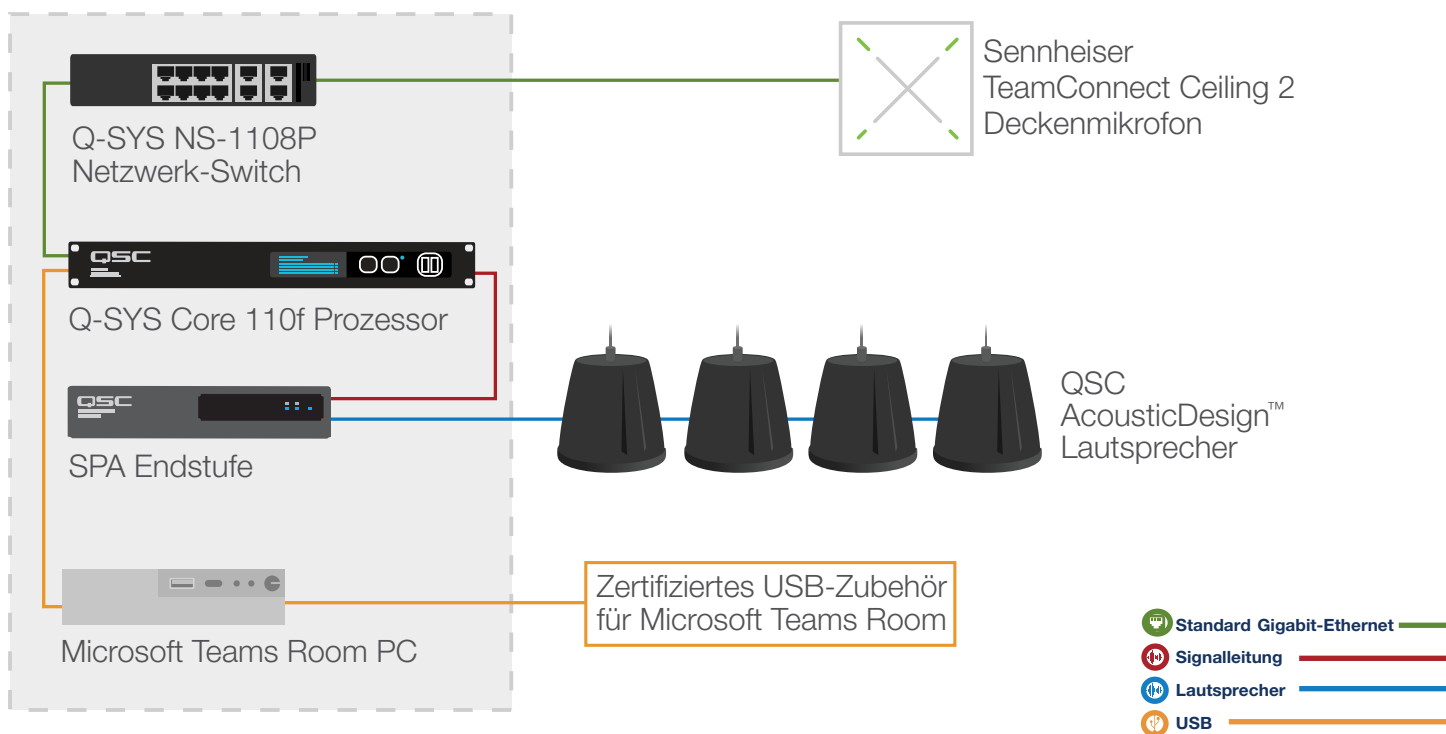 Q-SYS NS-1108P
Netzwerk-Switch
Sennheiser
TeamConnect Ceiling 2
Deckenmikrofon
QSC
Q-SYS Core 110f Prozessor
QSC
SPA Endstufe
QSC
AcousticDesign™
Lautsprecher
Microsoft Teams Room PC
Zertifiziertes USB-Zubehör
für Microsoft Teams Room
Standard Gigabit-Ethernet
Signalleitung
Lautsprecher
USB